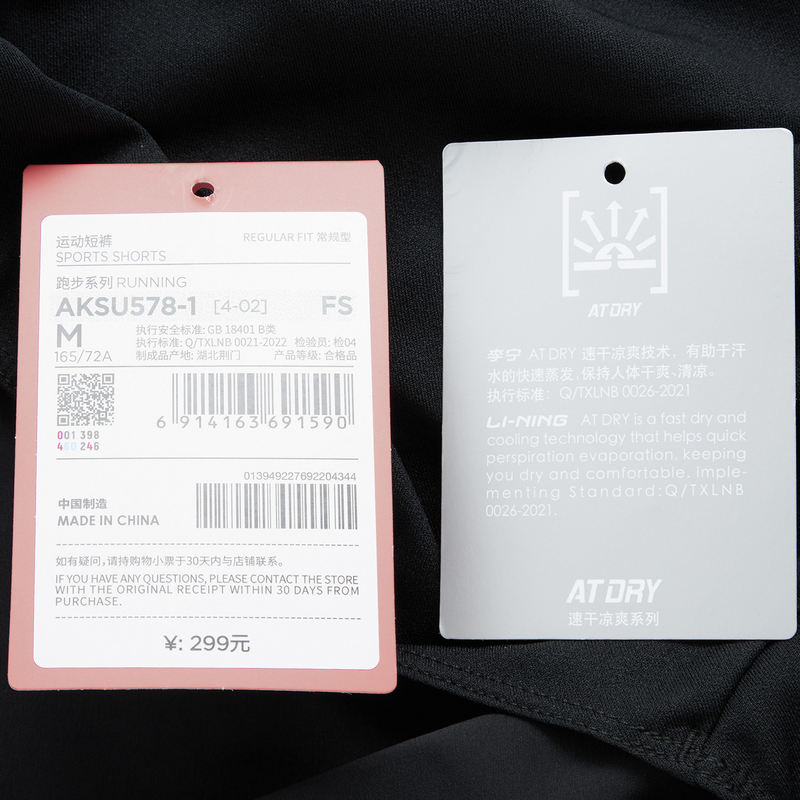 运动短裤
SPORTS SHORTS
REGULAR FIT 常规型
跑步系列 RUNNING
AKSU578-1 [4-02] FS
M
165/72A
执行安全标准: GB 18401 B类
执行标准: Q/TXLNB 0021-2022 检验员: 检04
制成品产地: 湖北荆门 产品等级: 合格品
001 398
460 246
6 914163 691590
013949227692204344
中国制造
MADE IN CHINA
如有疑问,请持购物小票于30天内与店铺联系。
IF YOU HAVE ANY QUESTIONS, PLEASE CONTACT THE STORE
WITH THE ORIGINAL RECEIPT WITHIN 30 DAYS FROM
PURCHASE.
¥: 299元
AT DRY
李宁 AT DRY 速干凉爽技术，有助于汗
水的快速蒸发,保持人体干爽、清凉。
执行标准：Q/TXLNB 0026-2021
LI-NING AT DRY is a fast dry and
cooling technology that helps quick
perspiration evaporation, keeping
you dry and comfortable. Imple-
menting Standard:Q/TXLNB
0026-2021.
AT DRY
速干凉爽系列